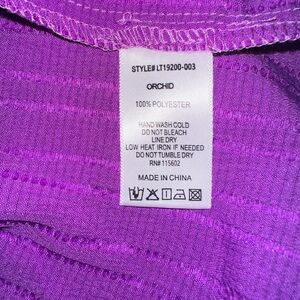 STYLE# LT19200-003
ORCHID
100% POLYESTER
HAND WASH COLD
DO NOT BLEACH
LINE DRY
LOW HEAT IRON IF NEEDED
DO NOT TUMBLE DRY
RN# 115602
MADE IN CHINA